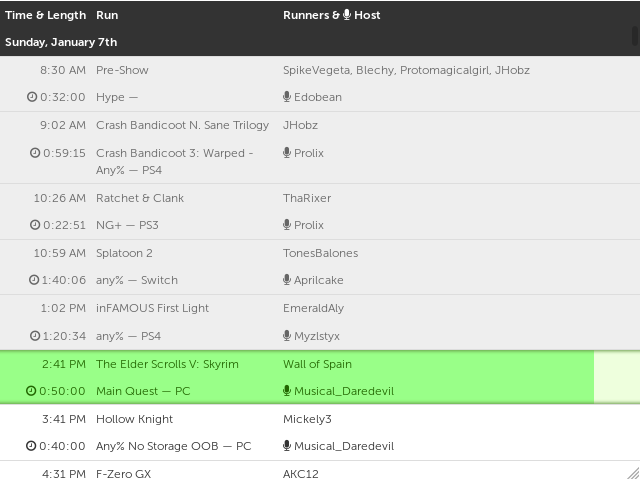 Time & Length Run Runners & Host
Sunday, January 7th
8:30 AM Pre-Show SpikeVegeta, Blechy, Protomagicalgirl, JHobz
0:32:00 Hype — Edobean
9:02 AM Crash Bandicoot N. Sane Trilogy JHobz
0:59:15 Crash Bandicoot 3: Warped - Prolix
Any% — PS4
10:26 AM Ratchet & Clank ThaRixer
0:22:51 NG+ — PS3 Prolix
10:59 AM Splatoon 2 TonesBalones
1:40:06 any% — Switch Aprilcake
1:02 PM inFAMOUS First Light EmeraldAly
1:20:34 any% — PS4 Myzlstyx
2:41 PM The Elder Scrolls V: Skyrim Wall of Spain
0:50:00 Main Quest — PC Musical_Daredevil
3:41 PM Hollow Knight Mickely3
0:40:00 Any% No Storage OOB — PC Musical_Daredevil
4:31 PM F-Zero GX AKC12